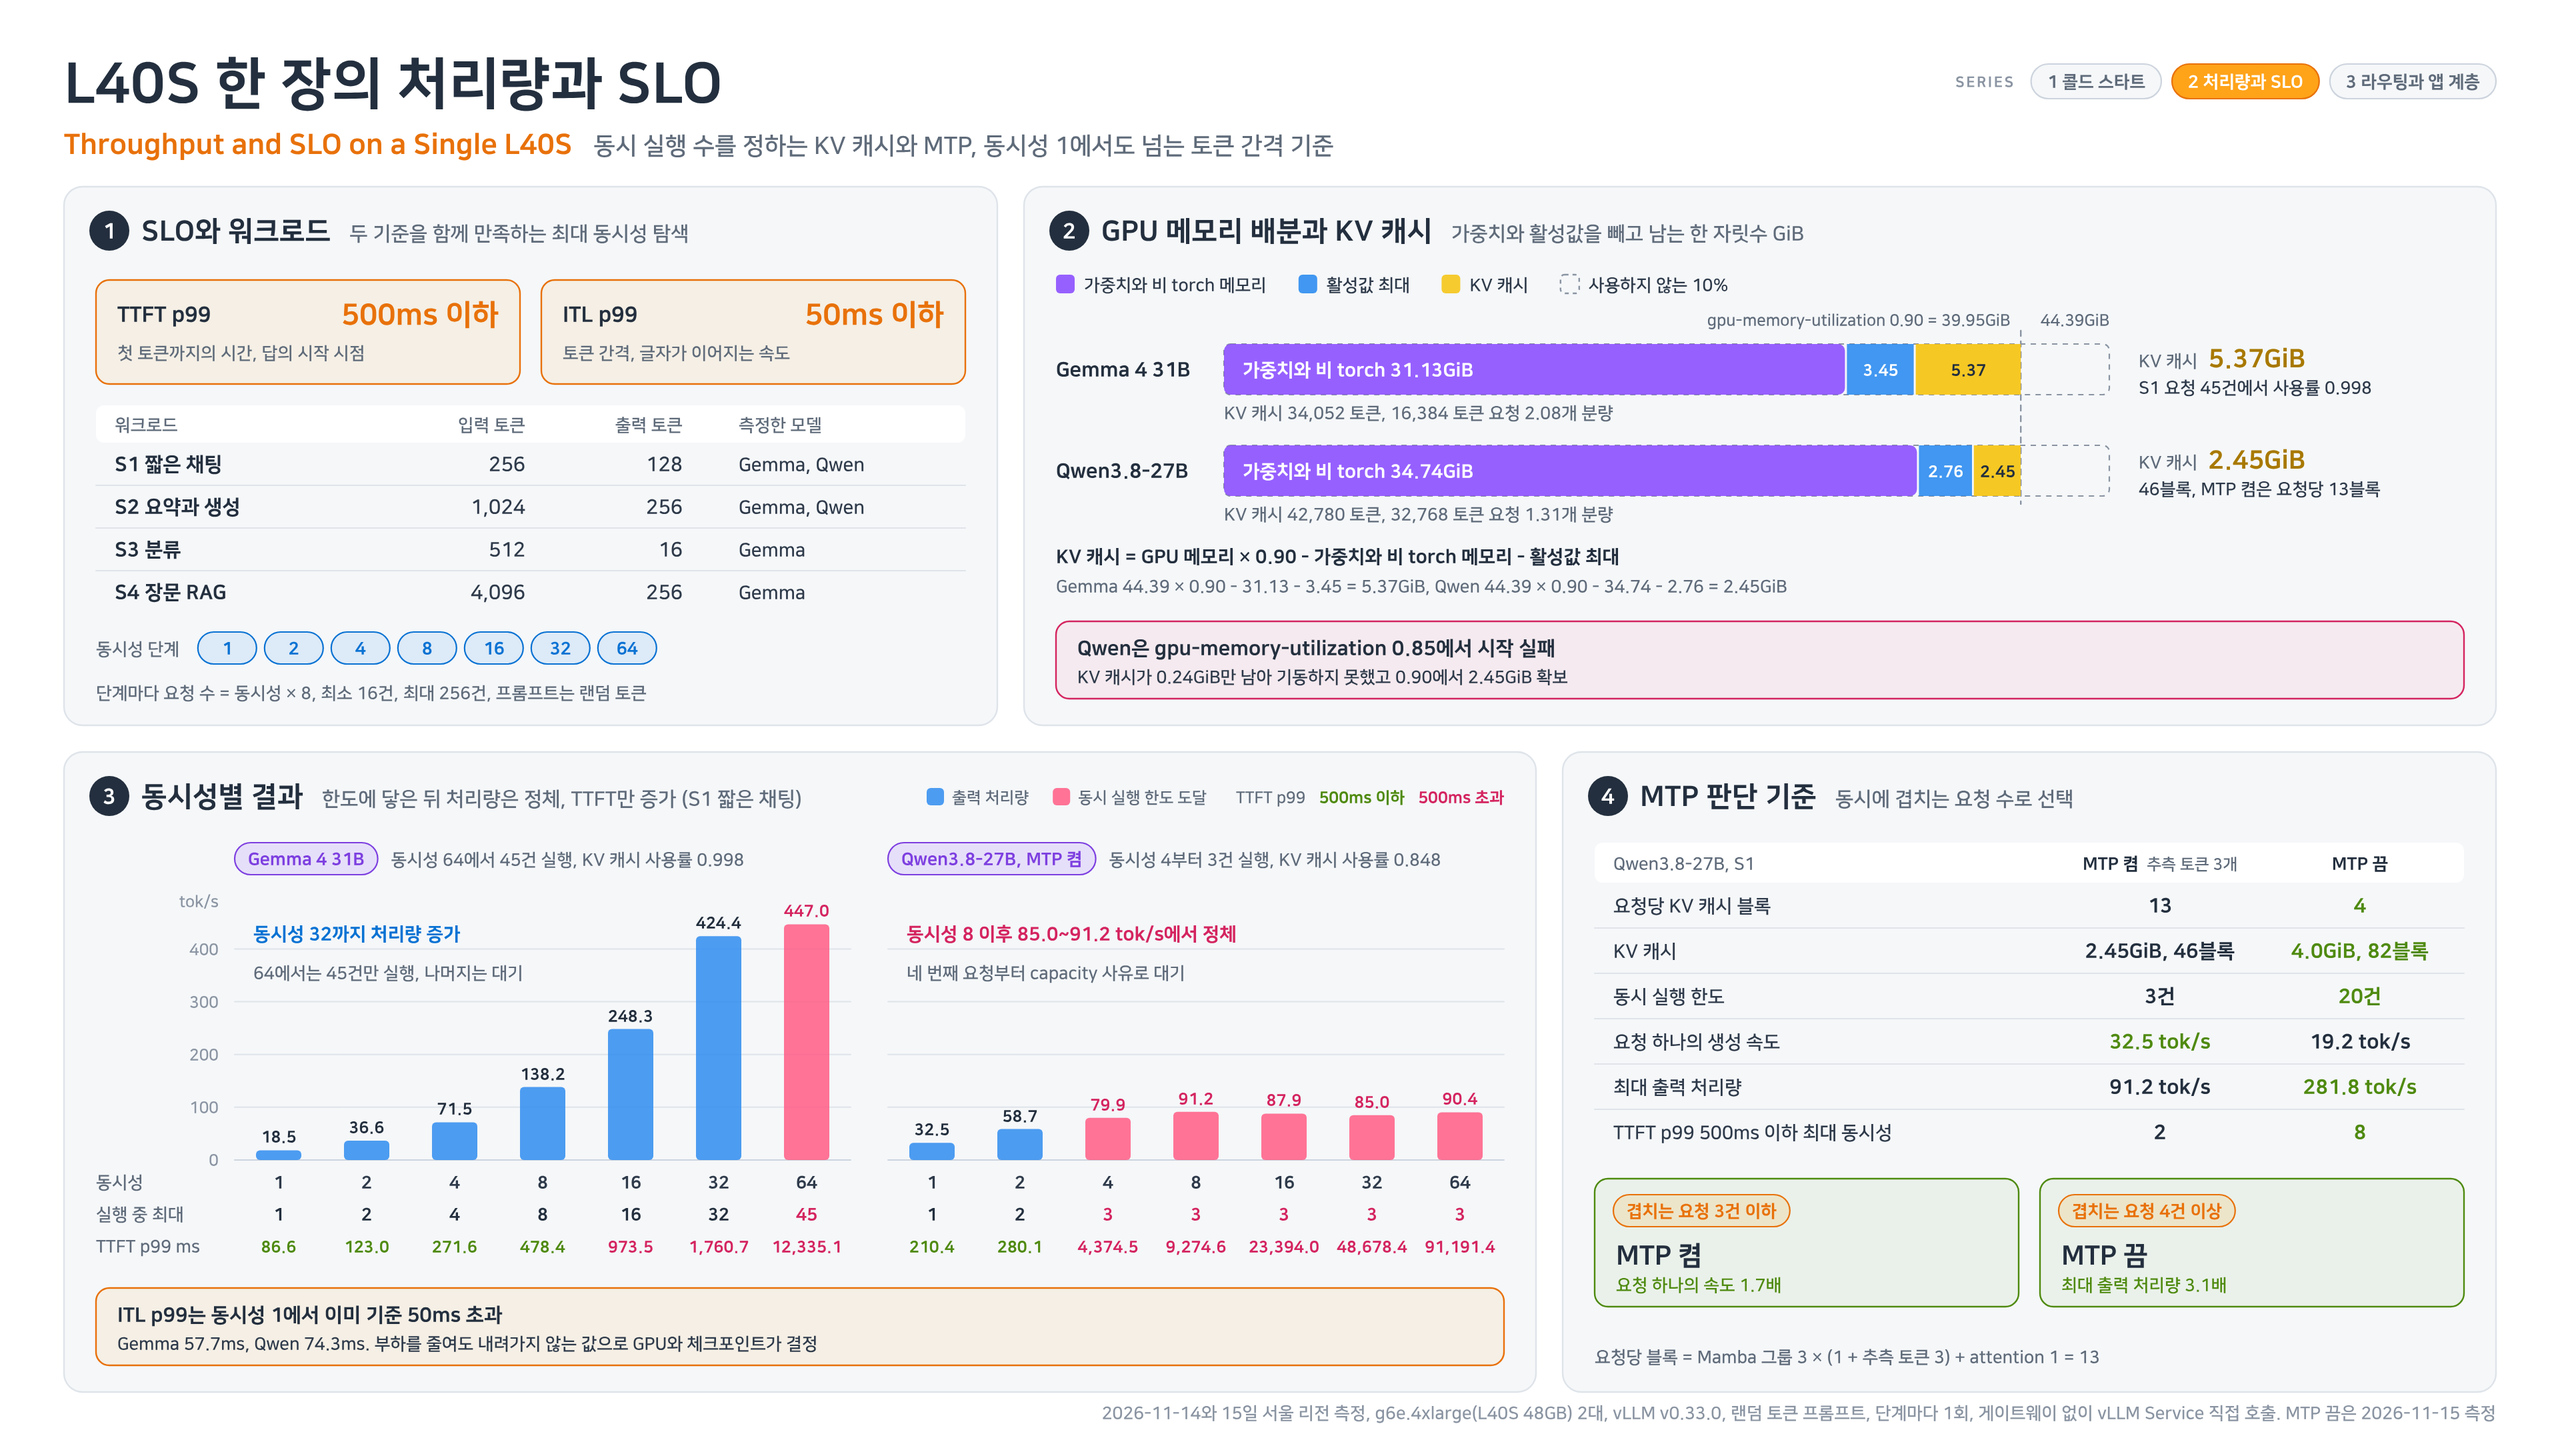 L40S 한 장의 처리량과 SLO
SERIES 1 콜드 스타트 2 처리량과 SLO 3 라우팅과 앱 계층
Throughput and SLO on a Single L40S 동시 실행 수를 정하는 KV 캐시와 MTP, 동시성 1에서도 넘는 토큰 간격 기준
1 SLO와 워크로드 두 기준을 함께 만족하는 최대 동시성 탐색
TTFT p99 500ms 이하
첫 토큰까지의 시간, 답의 시작 시점
ITL p99 50ms 이하
토큰 간격, 글자가 이어지는 속도
워크로드 입력 토큰 출력 토큰 측정한 모델
S1 짧은 채팅 256 128 Gemma, Qwen
S2 요약과 생성 1,024 256 Gemma, Qwen
S3 분류 512 16 Gemma
S4 장문 RAG 4,096 256 Gemma
동시성 단계 1 2 4 8 16 32 64
단계마다 요청 수 = 동시성 × 8, 최소 16건, 최대 256건, 프롬프트는 랜덤 토큰
2 GPU 메모리 배분과 KV 캐시 가중치와 활성값을 빼고 남는 한 자릿수 GiB
가중치와 비 torch 메모리 활성값 최대 KV 캐시 사용하지 않는 10%
gpu-memory-utilization 0.90 = 39.95GiB 44.39GiB
Gemma 4 31B 가중치와 비 torch 31.13GiB 3.45 5.37
KV 캐시 5.37GiB
S1 요청 45건에서 사용률 0.998
KV 캐시 34,052 토큰, 16,384 토큰 요청 2.08개 분량
Qwen3.8-27B 가중치와 비 torch 34.74GiB 2.76 2.45
KV 캐시 2.45GiB
46블록, MTP 켬은 요청당 13블록
KV 캐시 42,780 토큰, 32,768 토큰 요청 1.31개 분량
KV 캐시 = GPU 메모리 × 0.90 - 가중치와 비 torch 메모리 - 활성값 최대
Gemma 44.39 × 0.90 - 31.13 - 3.45 = 5.37GiB, Qwen 44.39 × 0.90 - 34.74 - 2.76 = 2.45GiB
Qwen은 gpu-memory-utilization 0.85에서 시작 실패
KV 캐시가 0.24GiB만 남아 기동하지 못했고 0.90에서 2.45GiB 확보
3 동시성별 결과 한도에 닿은 뒤 처리량은 정체, TTFT만 증가 (S1 짧은 채팅)
출력 처리량 동시 실행 한도 도달 TTFT p99 500ms 이하 500ms 초과
Gemma 4 31B 동시성 64에서 45건 실행, KV 캐시 사용률 0.998
Qwen3.8-27B, MTP 켬 동시성 4부터 3건 실행, KV 캐시 사용률 0.848
tok/s
400
300
200
100
0
동시성 32까지 처리량 증가
64에서는 45건만 실행, 나머지는 대기
18.5 36.6 71.5 138.2 248.3 424.4 447.0
동시성 8 이후 85.0~91.2 tok/s에서 정체
네 번째 요청부터 capacity 사유로 대기
32.5 58.7 79.9 91.2 87.9 85.0 90.4
동시성 1 2 4 8 16 32 64 1 2 4 8 16 32 64
실행 중 최대 1 2 4 8 16 32 45 1 2 3 3 3 3 3
TTFT p99 ms 86.6 123.0 271.6 478.4 973.5 1,760.7 12,335.1 210.4 280.1 4,374.5 9,274.6 23,394.0 48,678.4 91,191.4
ITL p99는 동시성 1에서 이미 기준 50ms 초과
Gemma 57.7ms, Qwen 74.3ms. 부하를 줄여도 내려가지 않는 값으로 GPU와 체크포인트가 결정
4 MTP 판단 기준 동시에 겹치는 요청 수로 선택
Qwen3.8-27B, S1 MTP 켬 추측 토큰 3개 MTP 끔
요청당 KV 캐시 블록 13 4
KV 캐시 2.45GiB, 46블록 4.0GiB, 82블록
동시 실행 한도 3건 20건
요청 하나의 생성 속도 32.5 tok/s 19.2 tok/s
최대 출력 처리량 91.2 tok/s 281.8 tok/s
TTFT p99 500ms 이하 최대 동시성 2 8
겹치는 요청 3건 이하
MTP 켬
요청 하나의 속도 1.7배
겹치는 요청 4건 이상
MTP 끔
최대 출력 처리량 3.1배
요청당 블록 = Mamba 그룹 3 × (1 + 추측 토큰 3) + attention 1 = 13
2026-11-14와 15일 서울 리전 측정, g6e.4xlarge(L40S 48GB) 2대, vLLM v0.33.0, 랜덤 토큰 프롬프트, 단계마다 1회, 게이트웨이 없이 vLLM Service 직접 호출. MTP 끔은 2026-11-15 측정